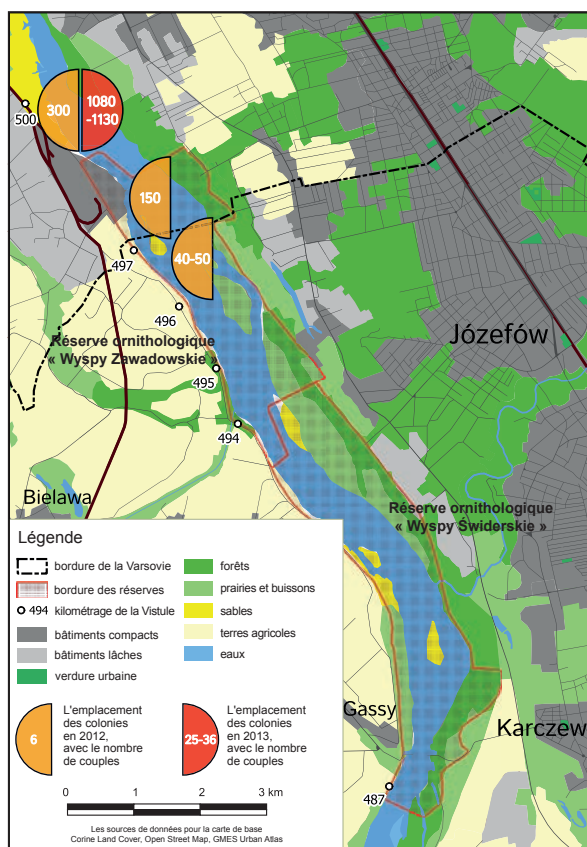 300
1080
-1130
500
150
40-50
497
496
Józefów
Réserve ornithologique
« Wyspy Zawadowskie »
495
494
Bielawa
Réserve ornithologique
« Wyspy Swiderskie »
Légende
bordure de la Varsovie
bordure des réserves
494 kilométrage de la Vistule
bâtiments compacts
bâtiments lâches
verdure urbaine
forêts
prairies et buissons
sables
terres agricoles
eaux
Gassy
Karczew
6
L'emplacement
des colonies
en 2012,
avec le nombre
de couples
25-36
L'emplacement
des colonies
en 2013,
avec le nombre
de couples
487
0 1 2 3 km
Les sources de données pour la carte de base
Corine Land Cover, Open Street Map, GMES Urban Atlas